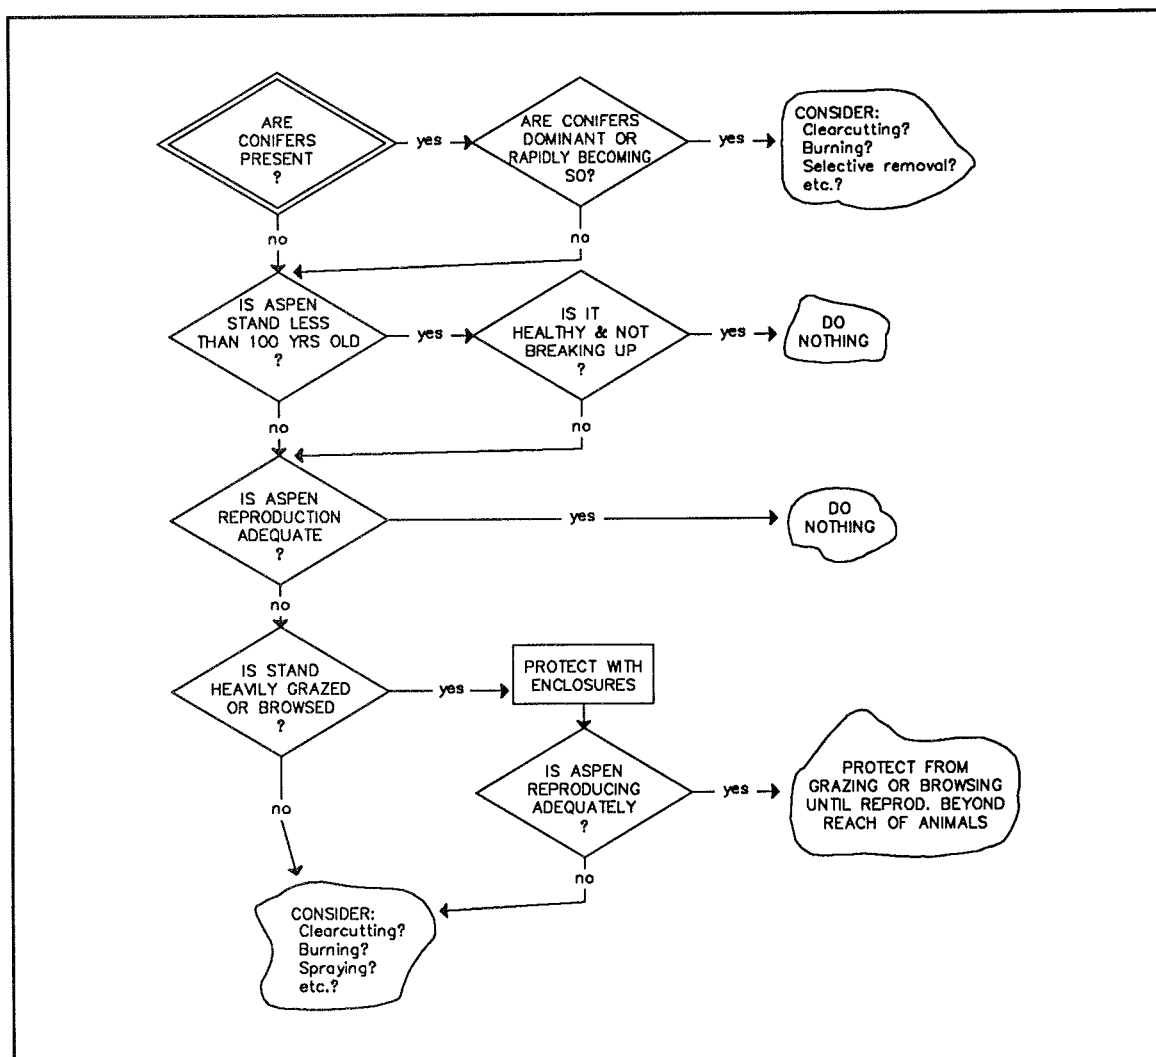 ARE
CONIFERS
PRESENT
?
yes
ARE CONIFERS
DOMINANT OR
RAPIDLY BECOMING
SO?
yes
CONSIDER:
Clearcutting?
Burning?
Selective removal?
etc.?
no
no
IS ASPEN
STAND LESS
THAN 100 YRS OLD
?
yes
IS IT
HEALTHY & NOT
BREAKING UP
?
yes
DO
NOTHING
no
no
IS ASPEN
REPRODUCTION
ADEQUATE
?
yes
DO
NOTHING
no
IS STAND
HEAVILY GRAZED
OR BROWSED
?
yes
PROTECT WITH
ENCLOSURES
IS ASPEN
REPRODUCING
ADEQUATELY
?
yes
PROTECT FROM
GRAZING OR BROWSING
UNTIL REPROD. BEYOND
REACH OF ANIMALS
no
no
CONSIDER:
Clearcutting?
Burning?
Spraying?
etc.?